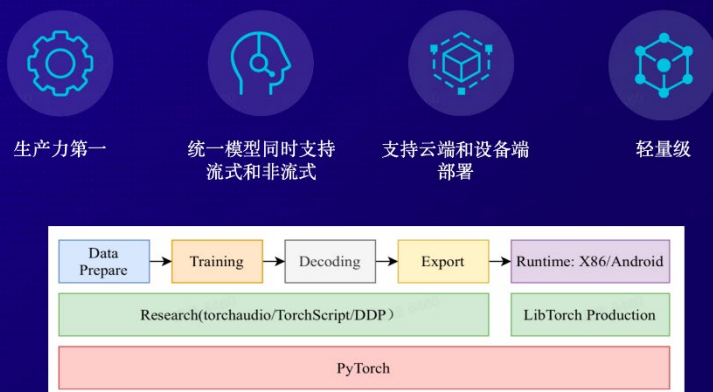 生产力第一
统一模型同时支持
流式和非流式
支持云端和设备端
部署
轻量级
Data
Prepare
Training
Decoding
Export
Runtime: X86/Android
Research(torchaudio/TorchScript/DDP）
LibTorch Production
PyTorch